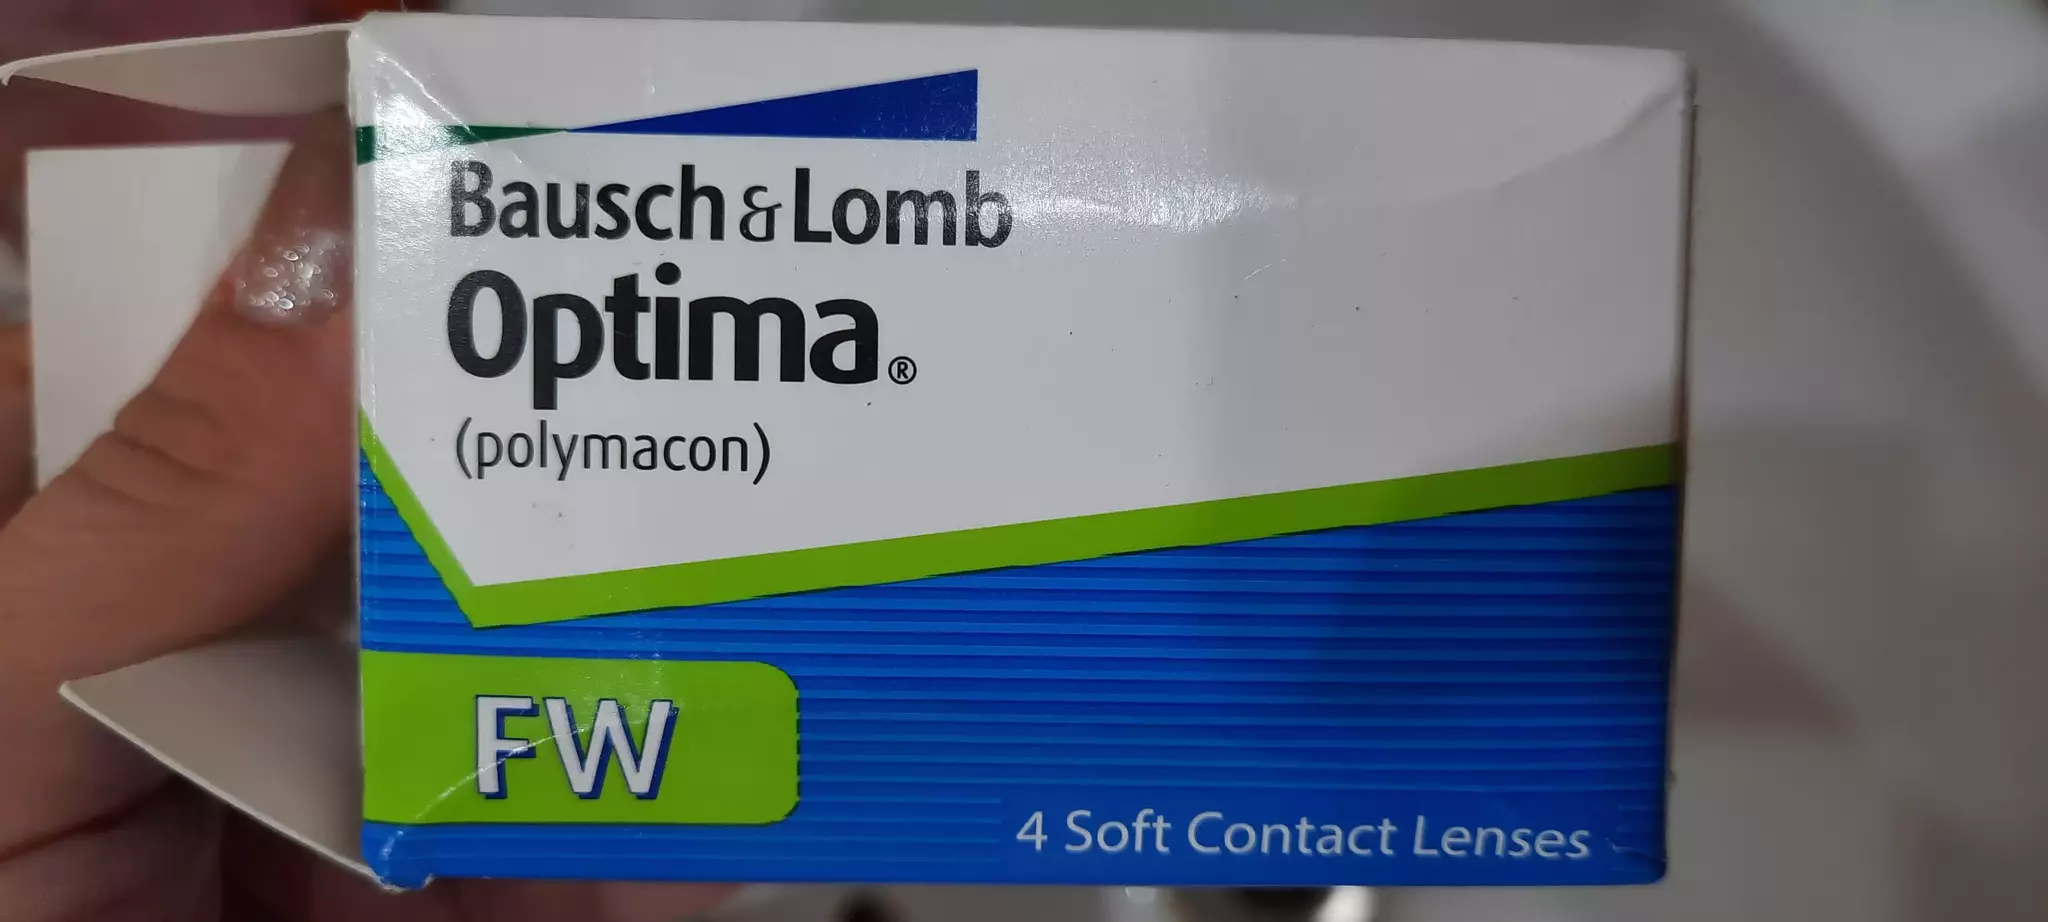 Bausch & Lomb
Optima®
(polymacon)
FW
4 Soft Contact Lenses